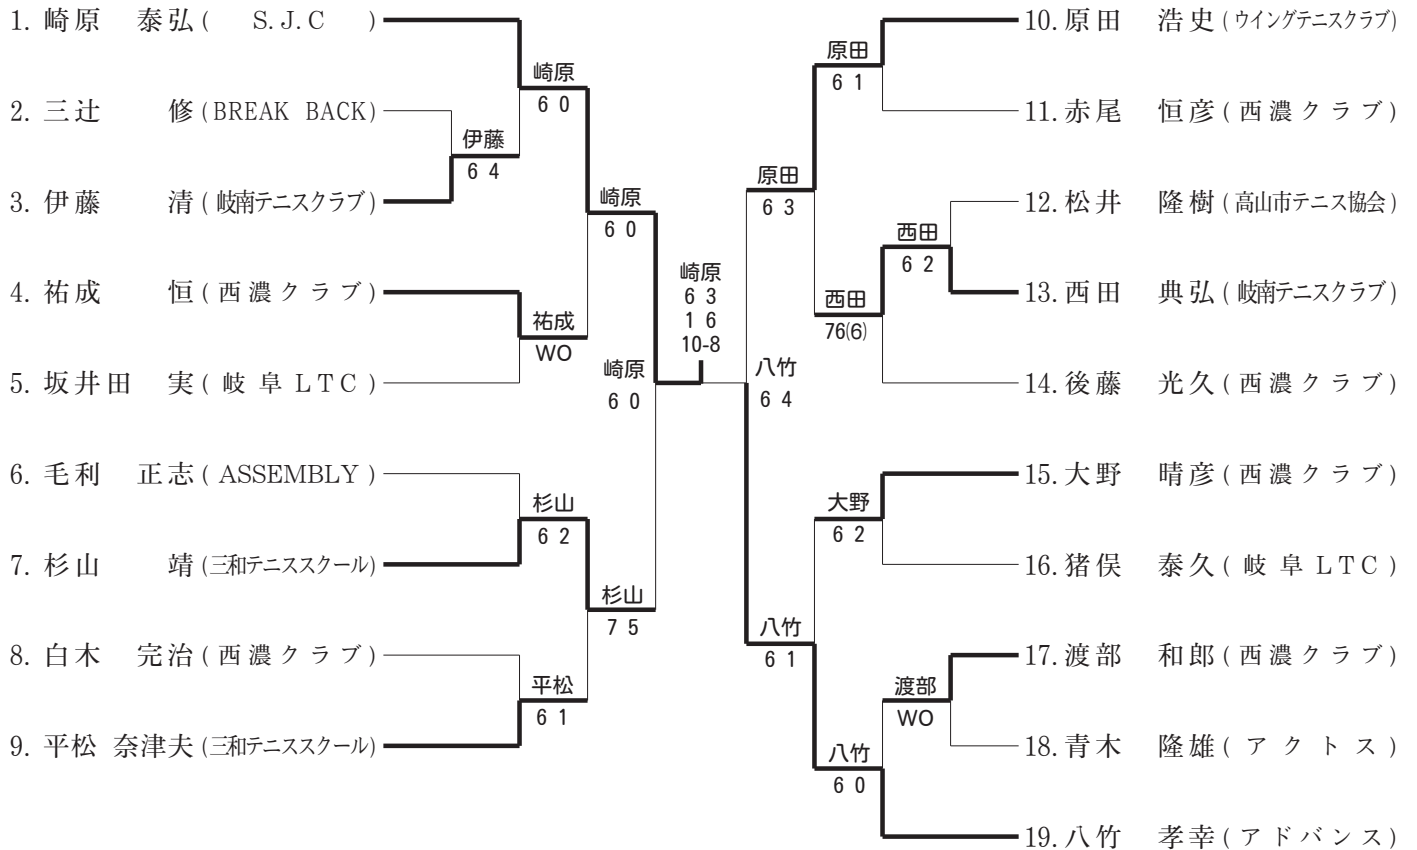 1. 崎原 泰弘 ( S.J.C )
2. 三辻 修 (BREAK BACK)
3. 伊藤 清 (岐南テニスクラブ)
4. 祐成 恒 (西濃クラブ)
5. 坂井田 実 (岐阜LTC)
6. 毛利 正志 ( ASSEMBLY )
7. 杉山 靖 (三和テニススクール)
8. 白木 完治 (西濃クラブ)
9. 平松 奈津夫 (三和テニススクール)
伊藤
6 4
崎原
6 0
祐成
WO
杉山
6 2
平松
6 1
崎原
6 0
杉山
7 5
崎原
6 0
崎原
6 3
1 6
10-8
八竹
6 4
原田
6 3
八竹
6 1
原田
6 1
西田
76(6)
大野
6 2
八竹
6 0
西田
6 2
渡部
WO
10. 原田 浩史 (ウイングテニスクラブ)
11. 赤尾 恒彦 (西濃クラブ)
12. 松井 隆樹 (高山市テニス協会)
13. 西田 典弘 (岐南テニスクラブ)
14. 後藤 光久 (西濃クラブ)
15. 大野 晴彦 (西濃クラブ)
16. 猪俣 泰久 (岐阜LTC)
17. 渡部 和郎 (西濃クラブ)
18. 青木 隆雄 (アクトス)
19. 八竹 孝幸 (アドバンス)